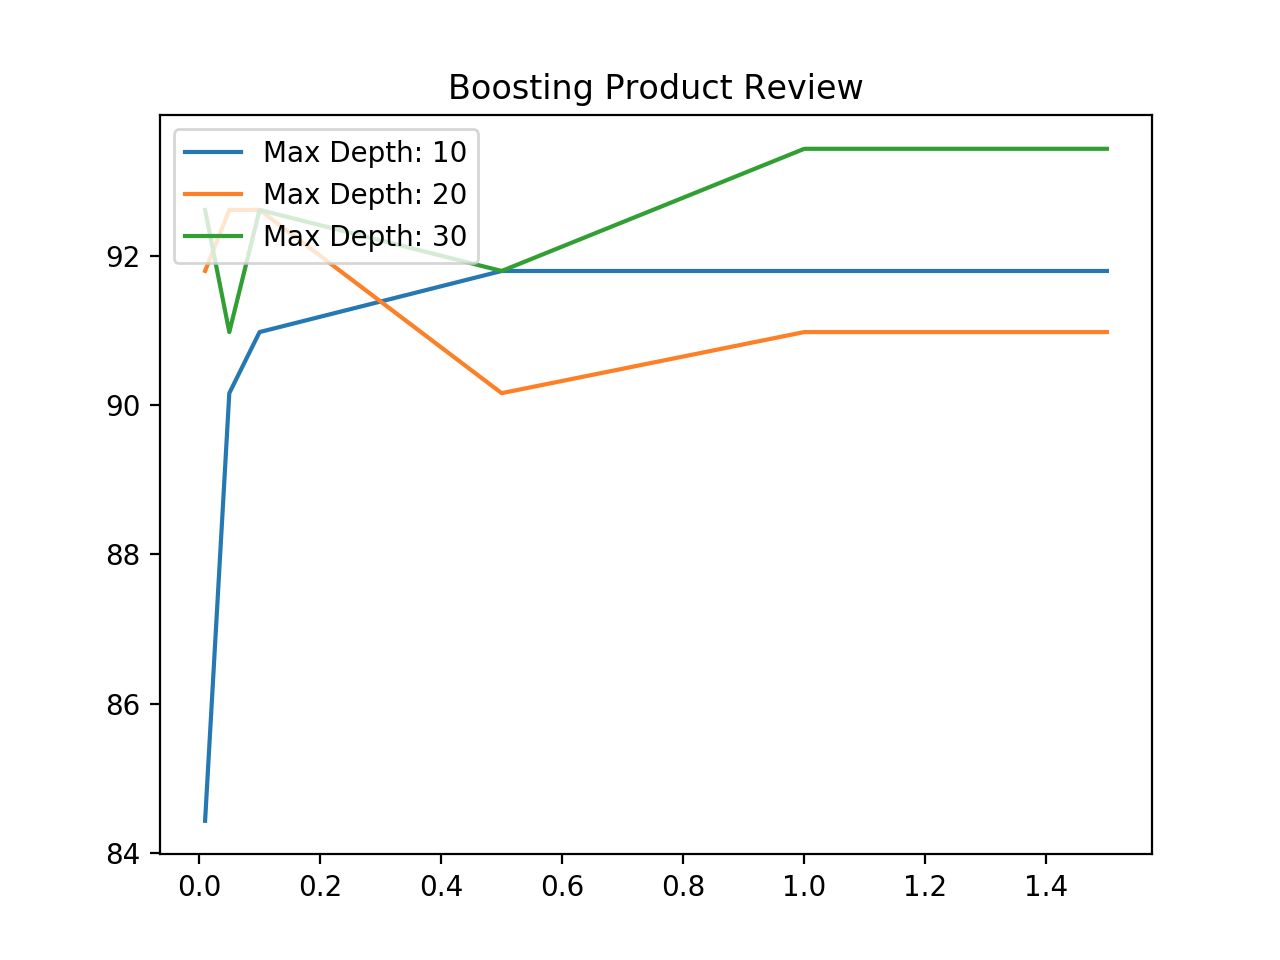 Boosting Product Review
Max Depth: 10
Max Depth: 20
Max Depth: 30
92
90
88
86
84
0.0 0.2 0.4 0.6 0.8 1.0 1.2 1.4